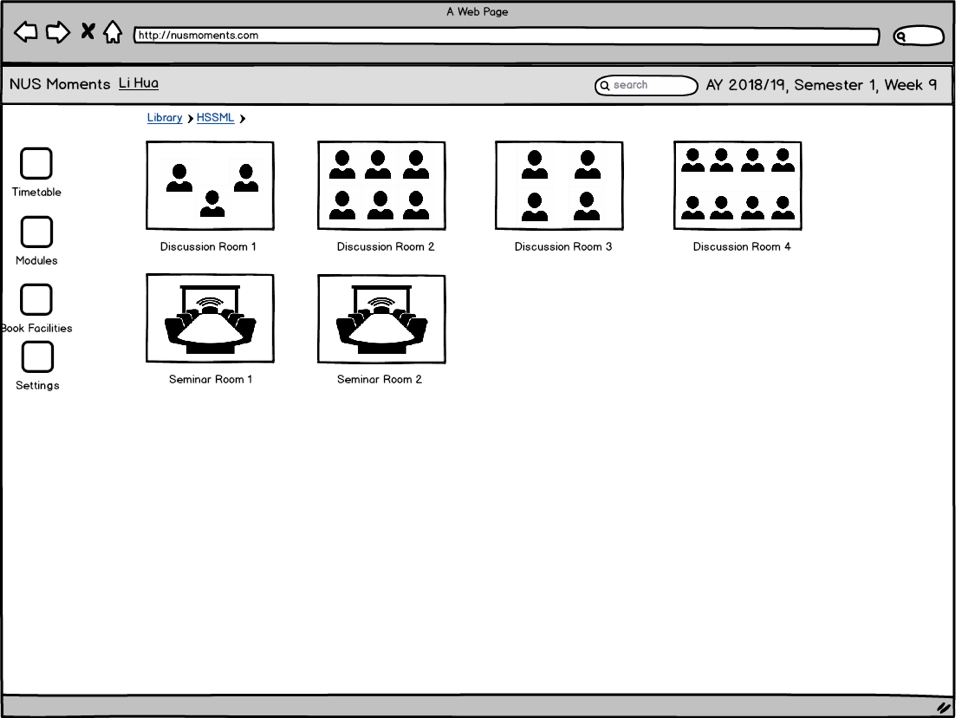 A Web Page
http://nusmoments.com
NUS Moments Li Hua
search
AY 2018/19, Semester 1, Week 9
Library HSSML
Timetable
Modules
Book Facilities
Settings
Discussion Room 1
Discussion Room 2
Discussion Room 3
Discussion Room 4
Seminar Room 1
Seminar Room 2